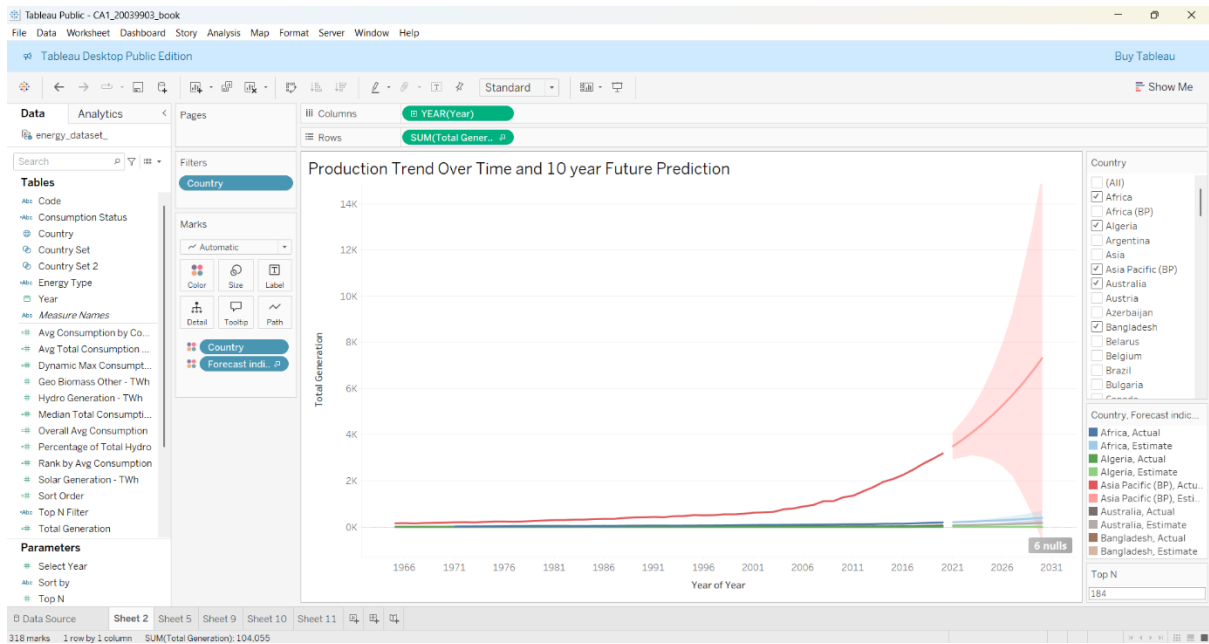 Tableau Public - CA1_20039903_book
File Data Worksheet Dashboard Story Analysis Map Format Server Window Help
Tableau Desktop Public Edition
Buy Tableau
Standard
Show Me
Data Analytics
energy_dataset_
Search
Tables
Abc Code
=Abc Consumption Status
Country
Country Set
Country Set 2
=Abc Energy Type
Year
Abc Measure Names
=# Avg Consumption by Co...
=# Avg Total Consumption ...
=# Dynamic Max Consumpt...
# Geo Biomass Other - TWh
# Hydro Generation - TWh
=# Median Total Consumpti...
=# Overall Avg Consumption
=# Percentage of Total Hydro
=# Rank by Avg Consumption
# Solar Generation - TWh
=# Sort Order
=Abc Top N Filter
=# Total Generation
Parameters
# Select Year
Abc Sort by
# Top N
Pages
Filters
Country
Marks
Automatic
Color Size Label
Detail Tooltip Path
Country
Forecast indi..
Columns
YEAR(Year)
Rows
SUM(Total Gener..
Production Trend Over Time and 10 year Future Prediction
14K
12K
10K
8K
6K
4K
2K
0K
Total Generation
6 nulls
1966 1971 1976 1981 1986 1991 1996 2001 2006 2011 2016 2021 2026 2031
Year of Year
Country
(All)
Africa
Africa (BP)
Algeria
Argentina
Asia
Asia Pacific (BP)
Australia
Austria
Azerbaijan
Bangladesh
Belarus
Belgium
Brazil
Bulgaria
Country, Forecast indic...
Africa, Actual
Africa, Estimate
Algeria, Actual
Algeria, Estimate
Asia Pacific (BP), Actu..
Asia Pacific (BP), Esti..
Australia, Actual
Australia, Estimate
Bangladesh, Actual
Bangladesh, Estimate
Top N
184
Data Source Sheet 2 Sheet 5 Sheet 9 Sheet 10 Sheet 11
318 marks 1 row by 1 column SUM(Total Generation): 104,055